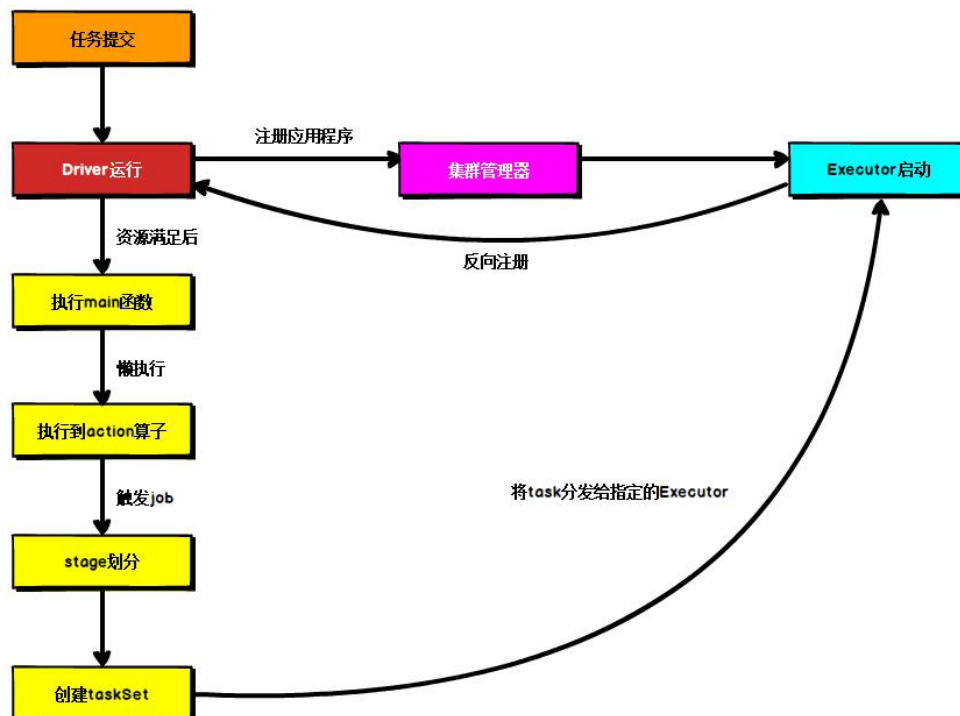 任务提交
Driver运行
注册应用程序
集群管理器
Executor启动
反向注册
资源满足后
执行main函数
懒执行
执行到action算子
触发job
将task分发给指定的Executor
stage划分
创建taskSet